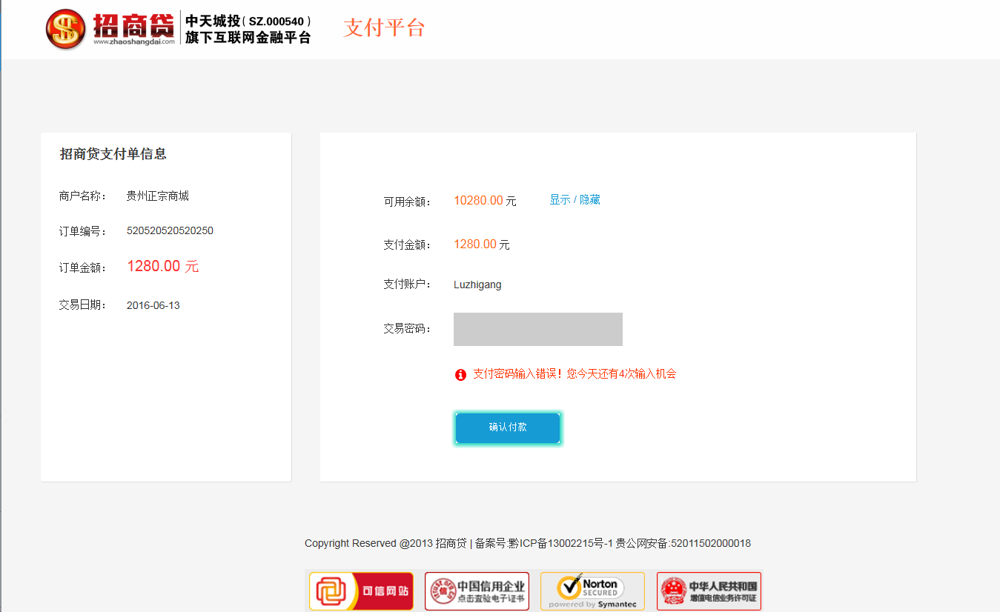 招商贷
www.zhaoshangdai.com
中天城投 ( SZ.000540 )
旗下互联网金融平台
支付平台
招商贷支付单信息
商户名称： 贵州正宗商城
订单编号： 520520520520250
订单金额： 1280.00 元
交易日期： 2016-06-13
可用余额： 10280.00 元 显示 / 隐藏
支付金额： 1280.00 元
支付账户： Luzhigang
交易密码：
支付密码输入错误！您今天还有4次输入机会
确认付款
Copyright Reserved @2013 招商贷 | 备案号:黔ICP备13002215号-1 贵公网安备:52011502000018
可信网站
中国信用企业
点击查验电子证书
Norton
SECURED
powered by Symantec
中华人民共和国
增值电信业务许可证